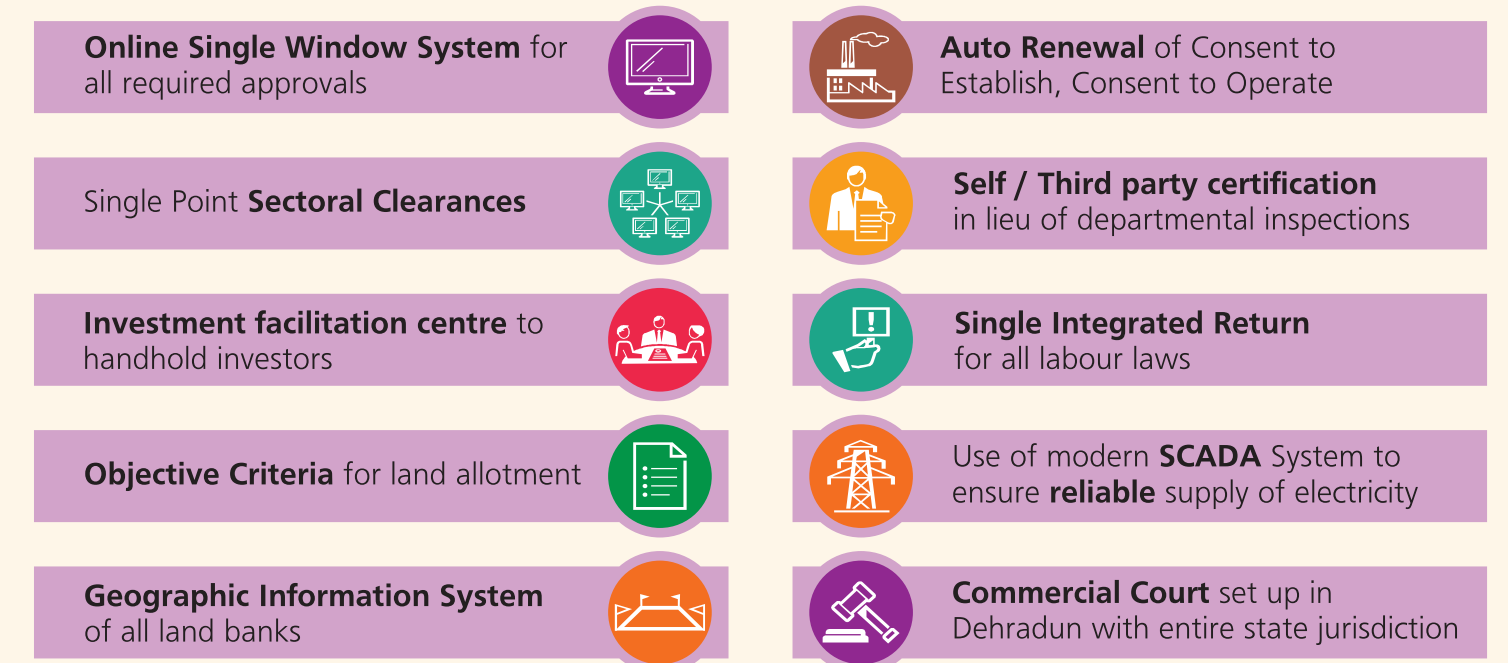 Online Single Window System for
all required approvals
Single Point Sectoral Clearances
Investment facilitation centre to
handhold investors
Objective Criteria for land allotment
Geographic Information System
of all land banks
Auto Renewal of Consent to
Establish, Consent to Operate
Self / Third party certification
in lieu of departmental inspections
Single Integrated Return
for all labour laws
Use of modern SCADA System to
ensure reliable supply of electricity
Commercial Court set up in
Dehradun with entire state jurisdiction